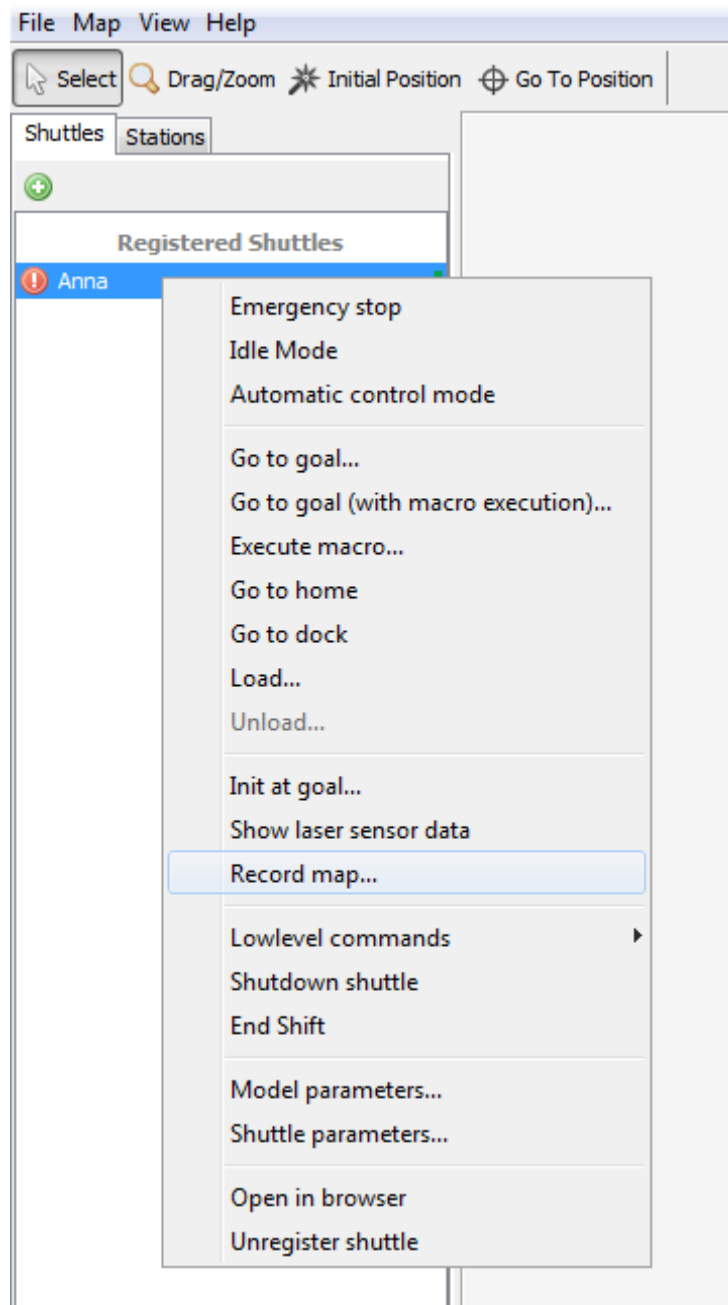 File Map View Help
Select Drag/Zoom Initial Position Go To Position
Shuttles Stations
Registered Shuttles
Anna
Emergency stop
Idle Mode
Automatic control mode
Go to goal...
Go to goal (with macro execution)...
Execute macro...
Go to home
Go to dock
Load...
Unload...
Init at goal...
Show laser sensor data
Record map...
Lowlevel commands
Shutdown shuttle
End Shift
Model parameters...
Shuttle parameters...
Open in browser
Unregister shuttle